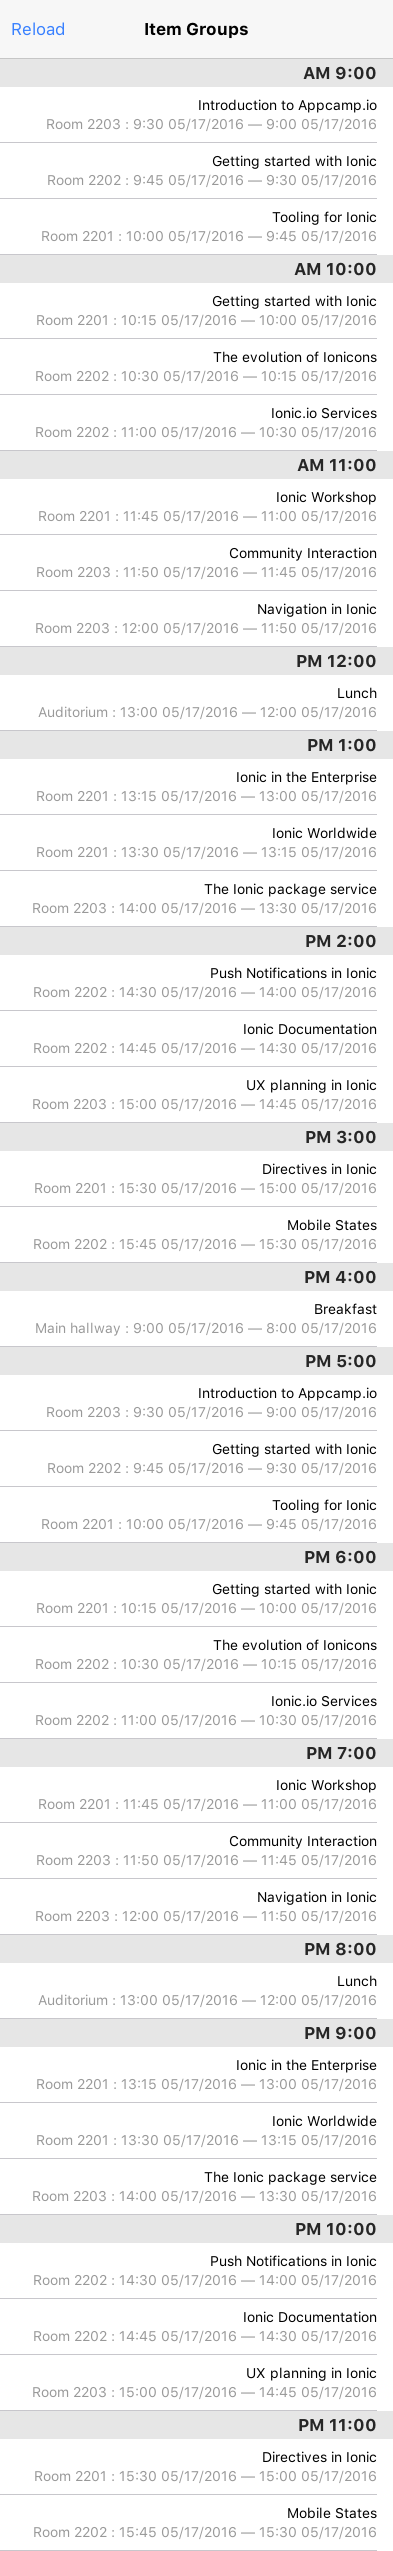 Reload
Item Groups
AM 9:00
Introduction to Appcamp.io
Room 2203 : 9:30 05/17/2016 — 9:00 05/17/2016
Getting started with Ionic
Room 2202 : 9:45 05/17/2016 — 9:30 05/17/2016
Tooling for Ionic
Room 2201 : 10:00 05/17/2016 — 9:45 05/17/2016
AM 10:00
Getting started with Ionic
Room 2201 : 10:15 05/17/2016 — 10:00 05/17/2016
The evolution of Ionicons
Room 2202 : 10:30 05/17/2016 — 10:15 05/17/2016
Ionic.io Services
Room 2202 : 11:00 05/17/2016 — 10:30 05/17/2016
AM 11:00
Ionic Workshop
Room 2201 : 11:45 05/17/2016 — 11:00 05/17/2016
Community Interaction
Room 2203 : 11:50 05/17/2016 — 11:45 05/17/2016
Navigation in Ionic
Room 2203 : 12:00 05/17/2016 — 11:50 05/17/2016
PM 12:00
Lunch
Auditorium : 13:00 05/17/2016 — 12:00 05/17/2016
PM 1:00
Ionic in the Enterprise
Room 2201 : 13:15 05/17/2016 — 13:00 05/17/2016
Ionic Worldwide
Room 2201 : 13:30 05/17/2016 — 13:15 05/17/2016
The Ionic package service
Room 2203 : 14:00 05/17/2016 — 13:30 05/17/2016
PM 2:00
Push Notifications in Ionic
Room 2202 : 14:30 05/17/2016 — 14:00 05/17/2016
Ionic Documentation
Room 2202 : 14:45 05/17/2016 — 14:30 05/17/2016
UX planning in Ionic
Room 2203 : 15:00 05/17/2016 — 14:45 05/17/2016
PM 3:00
Directives in Ionic
Room 2201 : 15:30 05/17/2016 — 15:00 05/17/2016
Mobile States
Room 2202 : 15:45 05/17/2016 — 15:30 05/17/2016
PM 4:00
Breakfast
Main hallway : 9:00 05/17/2016 — 8:00 05/17/2016
PM 5:00
Introduction to Appcamp.io
Room 2203 : 9:30 05/17/2016 — 9:00 05/17/2016
Getting started with Ionic
Room 2202 : 9:45 05/17/2016 — 9:30 05/17/2016
Tooling for Ionic
Room 2201 : 10:00 05/17/2016 — 9:45 05/17/2016
PM 6:00
Getting started with Ionic
Room 2201 : 10:15 05/17/2016 — 10:00 05/17/2016
The evolution of Ionicons
Room 2202 : 10:30 05/17/2016 — 10:15 05/17/2016
Ionic.io Services
Room 2202 : 11:00 05/17/2016 — 10:30 05/17/2016
PM 7:00
Ionic Workshop
Room 2201 : 11:45 05/17/2016 — 11:00 05/17/2016
Community Interaction
Room 2203 : 11:50 05/17/2016 — 11:45 05/17/2016
Navigation in Ionic
Room 2203 : 12:00 05/17/2016 — 11:50 05/17/2016
PM 8:00
Lunch
Auditorium : 13:00 05/17/2016 — 12:00 05/17/2016
PM 9:00
Ionic in the Enterprise
Room 2201 : 13:15 05/17/2016 — 13:00 05/17/2016
Ionic Worldwide
Room 2201 : 13:30 05/17/2016 — 13:15 05/17/2016
The Ionic package service
Room 2203 : 14:00 05/17/2016 — 13:30 05/17/2016
PM 10:00
Push Notifications in Ionic
Room 2202 : 14:30 05/17/2016 — 14:00 05/17/2016
Ionic Documentation
Room 2202 : 14:45 05/17/2016 — 14:30 05/17/2016
UX planning in Ionic
Room 2203 : 15:00 05/17/2016 — 14:45 05/17/2016
PM 11:00
Directives in Ionic
Room 2201 : 15:30 05/17/2016 — 15:00 05/17/2016
Mobile States
Room 2202 : 15:45 05/17/2016 — 15:30 05/17/2016